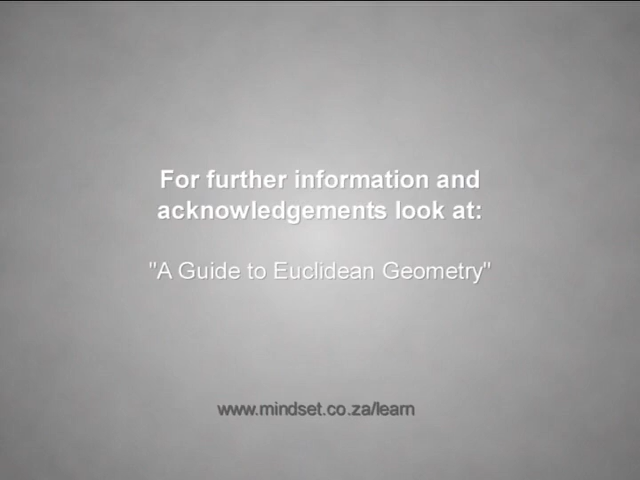 For further information and
acknowledgements look at:
"A Guide to Euclidean Geometry"
www.mindset.co.za/learn